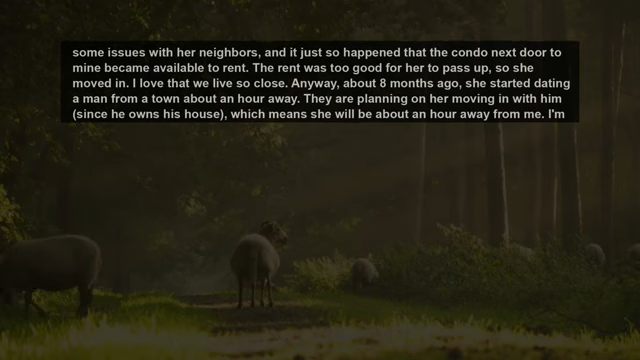 some issues with her neighbors, and it just so happened that the condo next door to
mine became available to rent. The rent was too good for her to pass up, so she
moved in. I love that we live so close. Anyway, about 8 months ago, she started dating
a man from a town about an hour away. They are planning on her moving in with him
(since he owns his house), which means she will be about an hour away from me. I'm